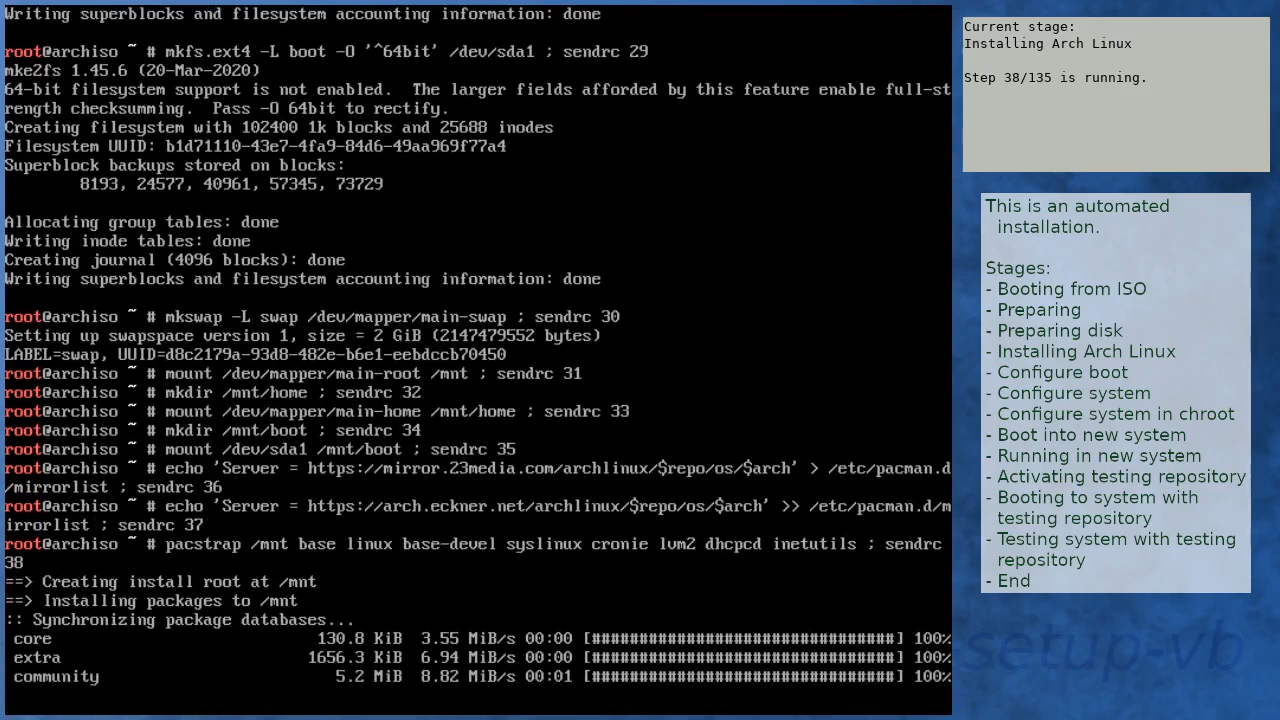 Writing superblocks and filesystem accounting information: done
root@archiso ~ # mkfs.ext4 -L boot -O '^64bit' /dev/sda1 ; sendrc 29
mke2fs 1.45.6 (20-Mar-2020)
64-bit filesystem support is not enabled.  The larger fields afforded by this feature enable full-st
rength checksumming.  Pass -O 64bit to rectify.
Creating filesystem with 102400 1k blocks and 25688 inodes
Filesystem UUID: b1d71110-43e7-4fa9-84d6-49aa969f77a4
Superblock backups stored on blocks:
        8193, 24577, 40961, 57345, 73729
Allocating group tables: done
Writing inode tables: done
Creating journal (4096 blocks): done
Writing superblocks and filesystem accounting information: done
root@archiso ~ # mkswap -L swap /dev/mapper/main-swap ; sendrc 30
Setting up swapspace version 1, size = 2 GiB (2147479552 bytes)
LABEL=swap, UUID=d8c2179a-93d8-482e-b6e1-eebdccb70450
root@archiso ~ # mount /dev/mapper/main-root /mnt ; sendrc 31
root@archiso ~ # mkdir /mnt/home ; sendrc 32
root@archiso ~ # mount /dev/mapper/main-home /mnt/home ; sendrc 33
root@archiso ~ # mkdir /mnt/boot ; sendrc 34
root@archiso ~ # mount /dev/sda1 /mnt/boot ; sendrc 35
root@archiso ~ # echo 'Server = https://mirror.23media.com/archlinux/$repo/os/$arch' > /etc/pacman.d
/mirrorlist ; sendrc 36
root@archiso ~ # echo 'Server = https://arch.eckner.net/archlinux/$repo/os/$arch' >> /etc/pacman.d/m
irrorlist ; sendrc 37
root@archiso ~ # pacstrap /mnt base linux base-devel syslinux cronie lvm2 dhcpcd inetutils ; sendrc
38
==> Creating install root at /mnt
==> Installing packages to /mnt
:: Synchronizing package databases...
 core                            130.8 KiB  3.55 MiB/s 00:00 [################################] 100%
 extra                          1656.3 KiB  6.94 MiB/s 00:00 [################################] 100%
 community                         5.2 MiB  8.82 MiB/s 00:01 [################################] 100%
Current stage:
Installing Arch Linux
Step 38/135 is running.
This is an automated
installation.
Stages:
- Booting from ISO
- Preparing
- Preparing disk
- Installing Arch Linux
- Configure boot
- Configure system
- Configure system in chroot
- Boot into new system
- Running in new system
- Activating testing repository
- Booting to system with
testing repository
- Testing system with testing
repository
- End
setup-vb